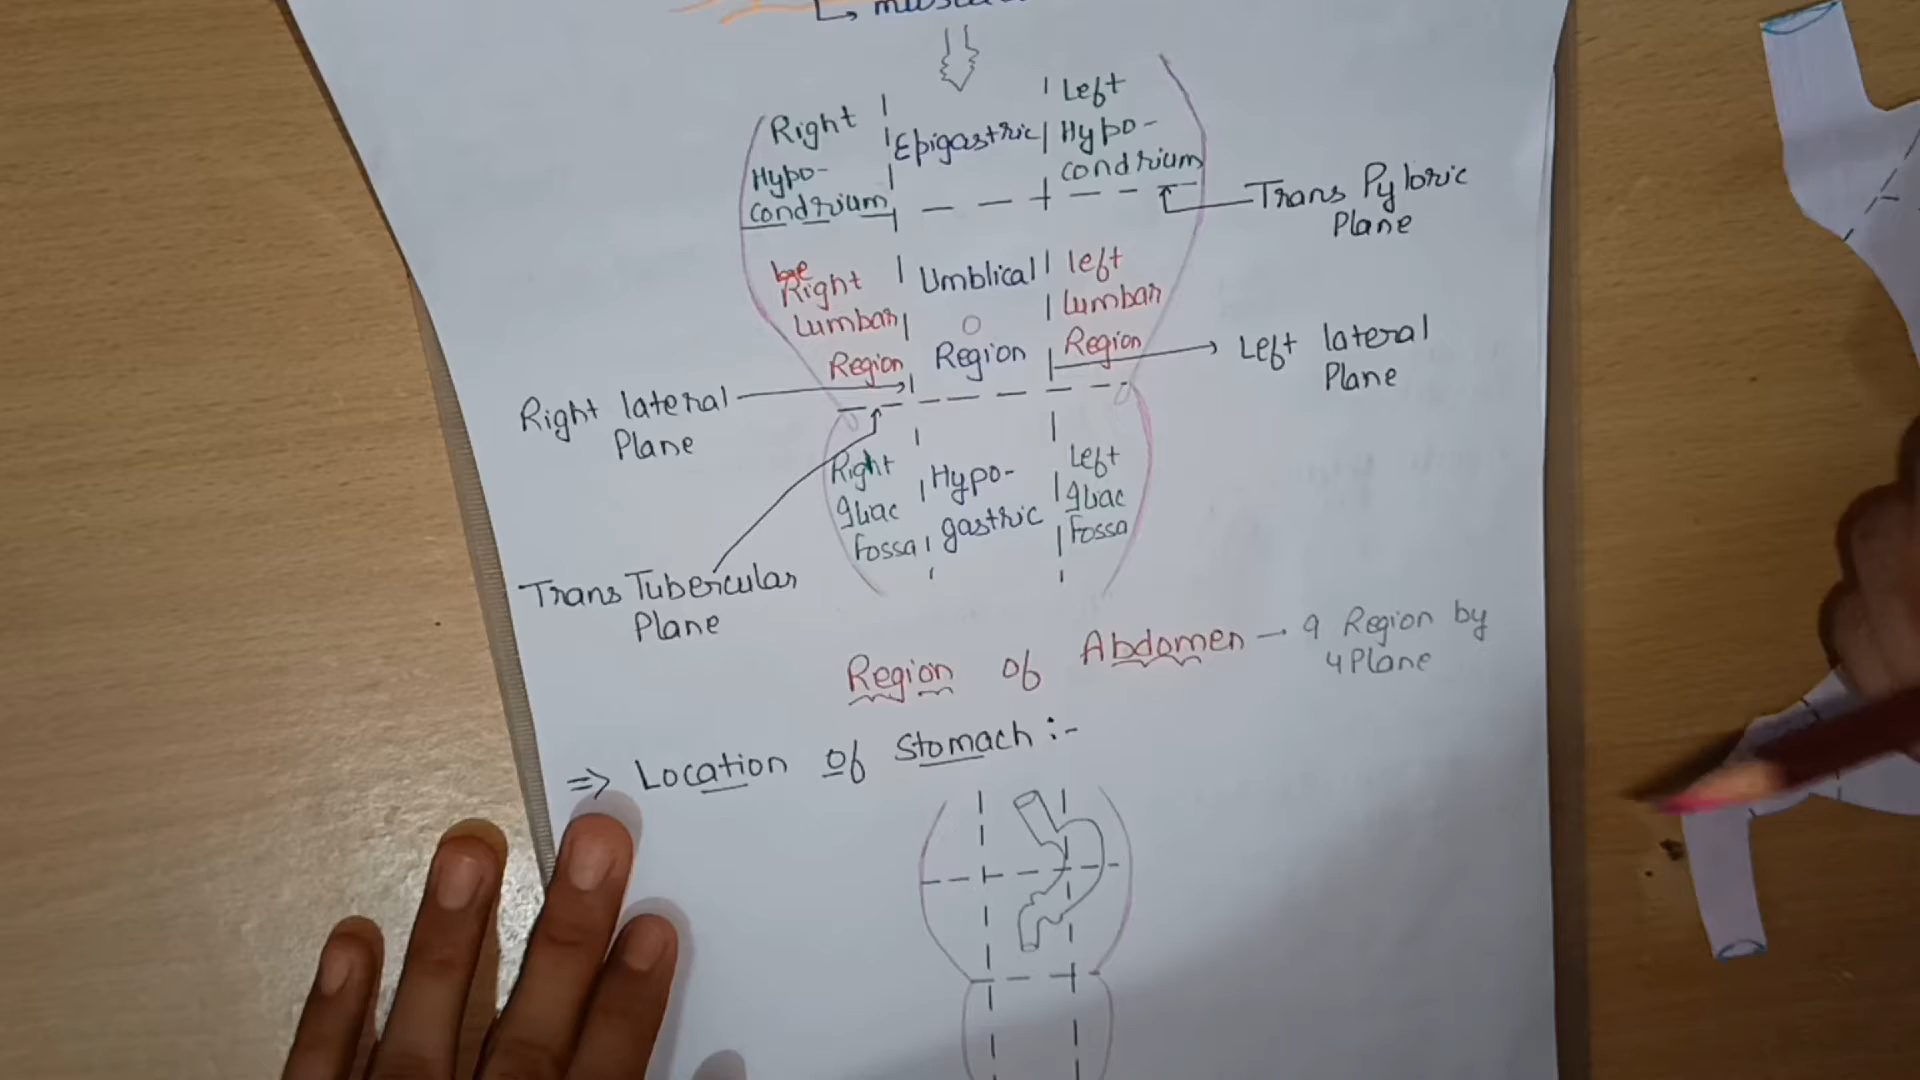 Right
Hypo-
condrium
Epigastric
Left
Hypo-
condrium
Trans Pyloric
Plane
Right
Lumbar
Region
Umblical
Region
left
lumbar
Region
Left lateral
Plane
Right lateral
Plane
Right
Iliac
Fossa
Hypo-
gastric
Left
Iliac
Fossa
Trans Tubercular
Plane
Region of Abdomen → 9 Region by
4 Plane
⇒ Location of Stomach :-